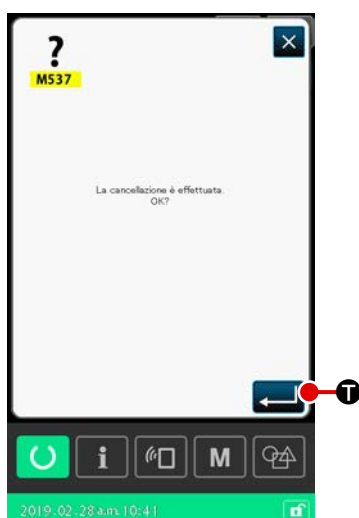 ?
M537
La cancellazione è effettuata.
OK?
T
i
M
2019.02.28 a.m. 10:41